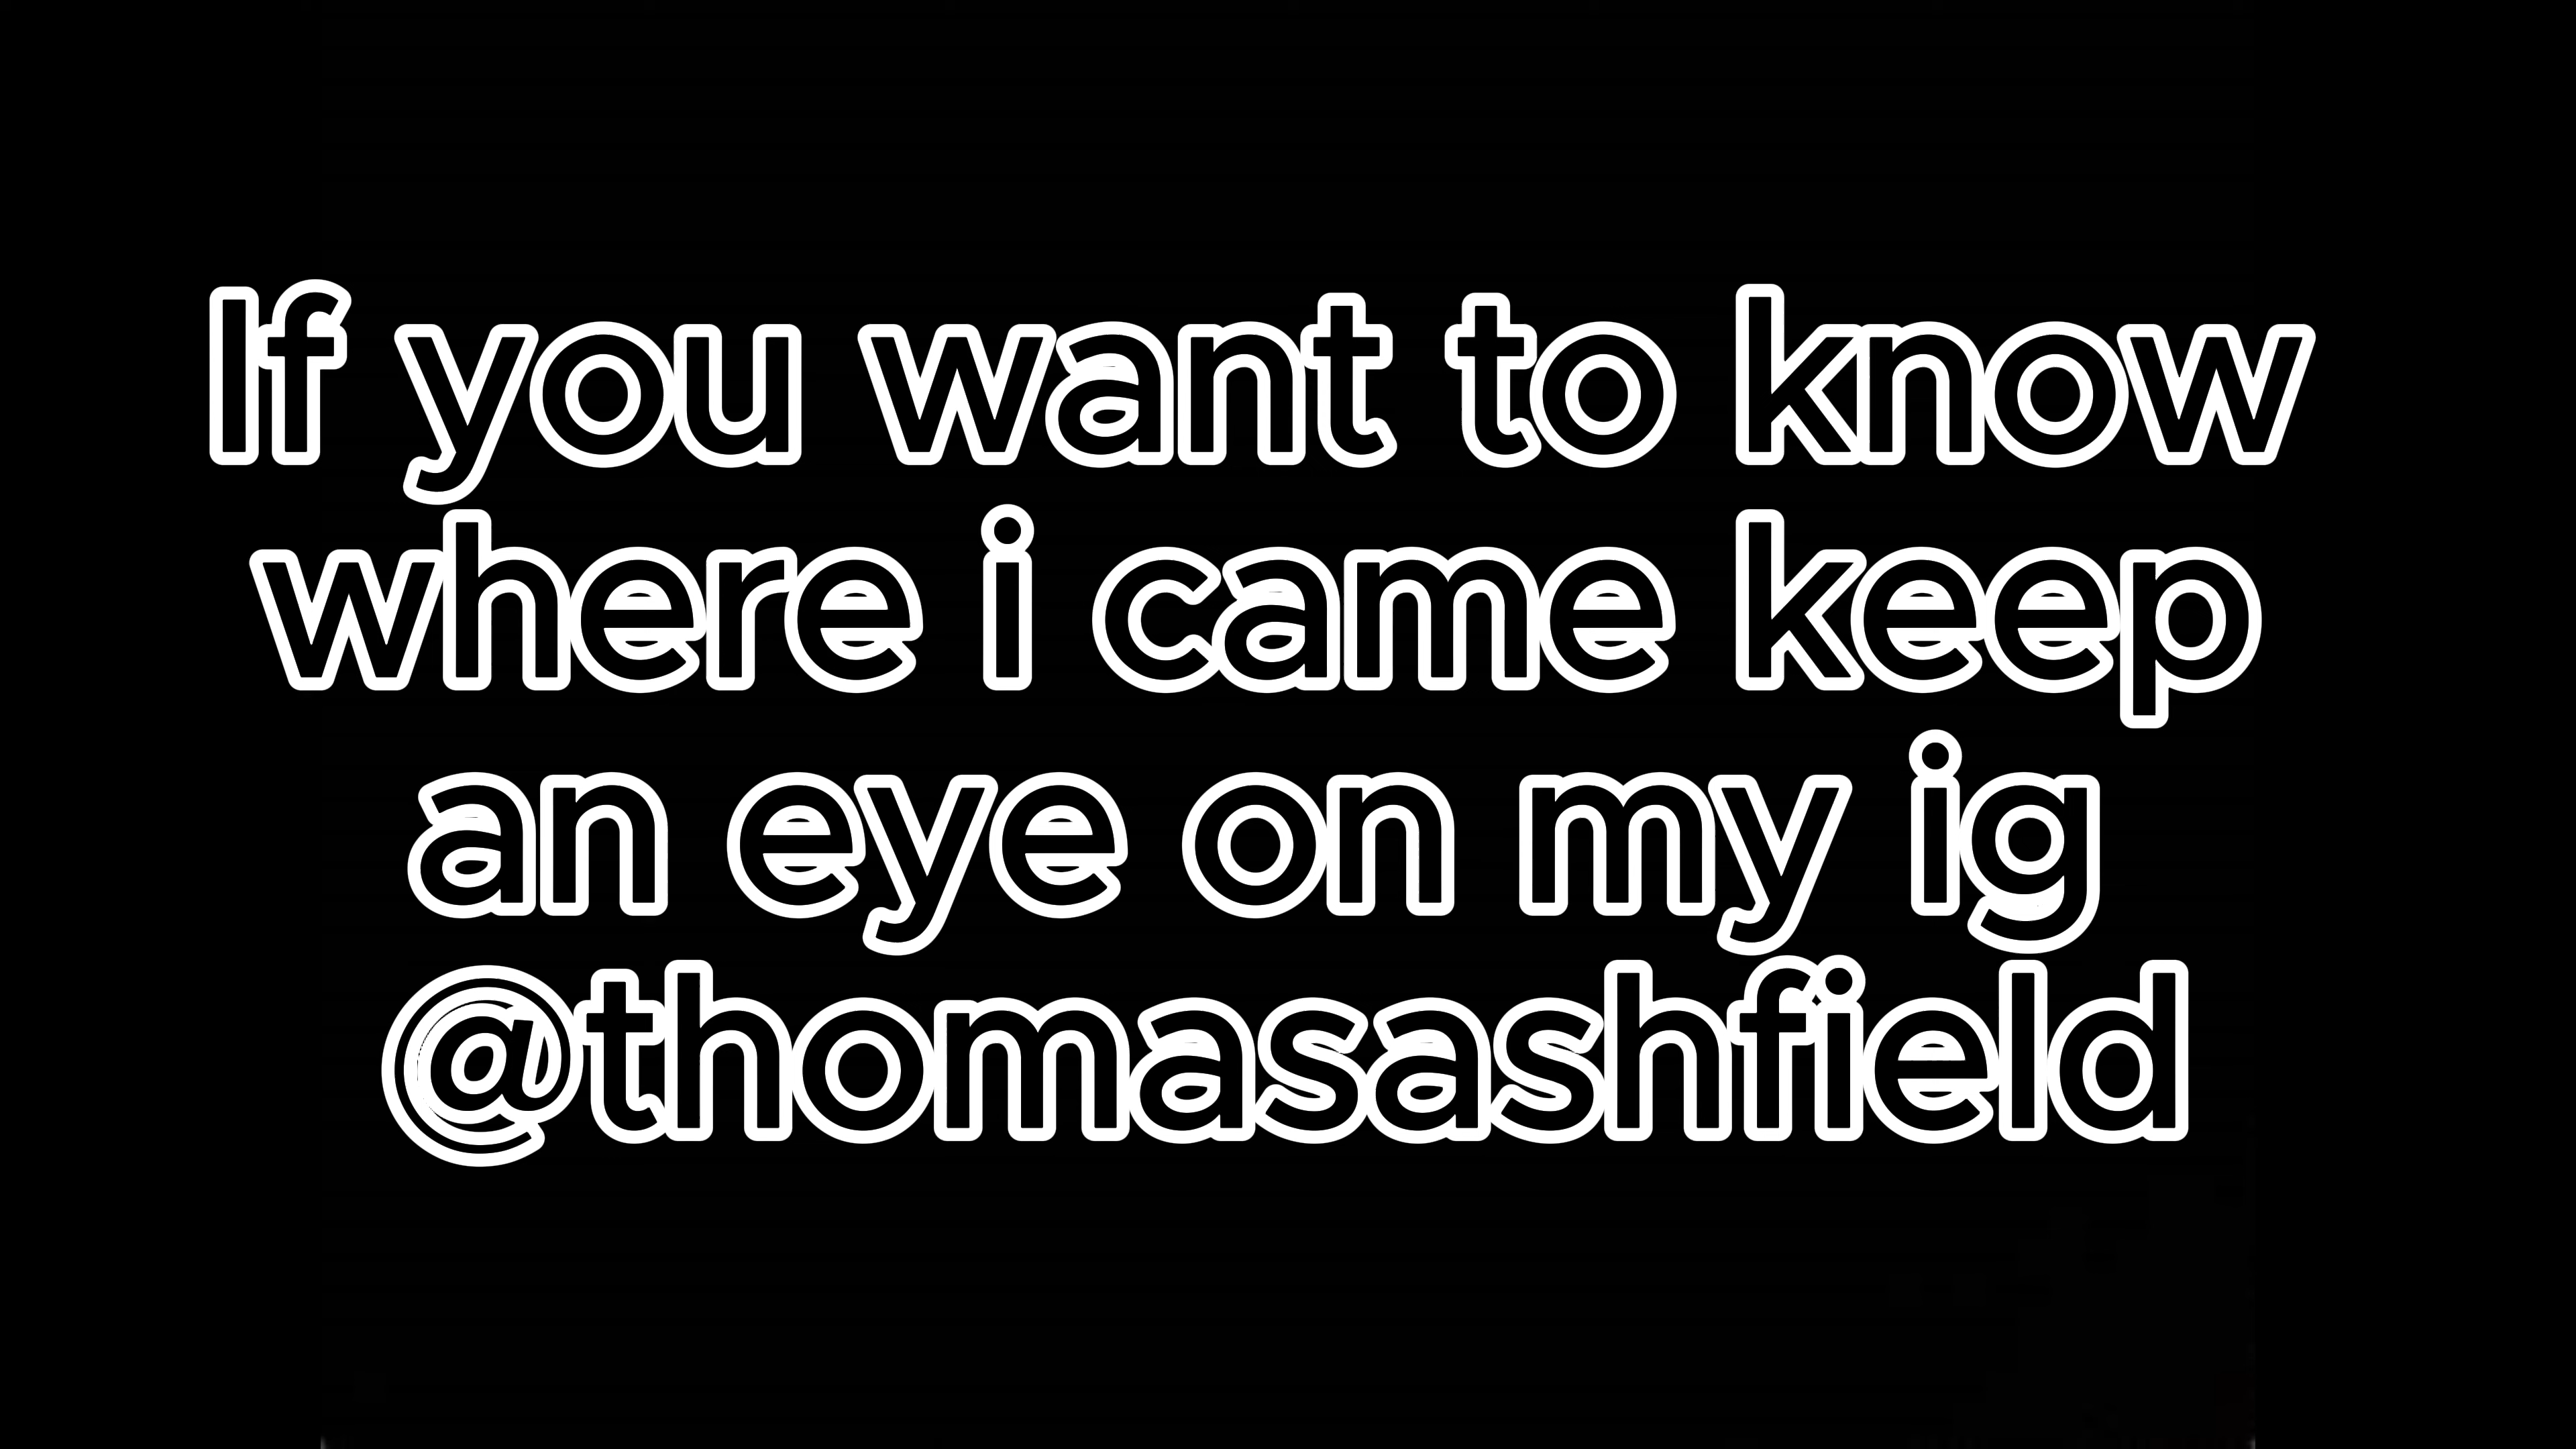 If you want to know
where i came keep
an eye on my ig
@thomasashfield